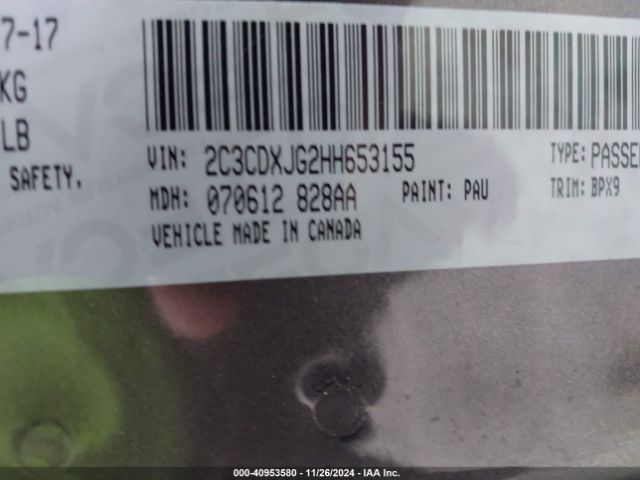 7-17
KG
LB
SAFETY.
VIN: 2C3CDXJG2HH653155
TYPE: PASSE
MDH: 070612 828AA
PAINT: PAU
TRIM: BPX9
VEHICLE MADE IN CANADA
000-40953580 - 11/26/2024 - IAA Inc.